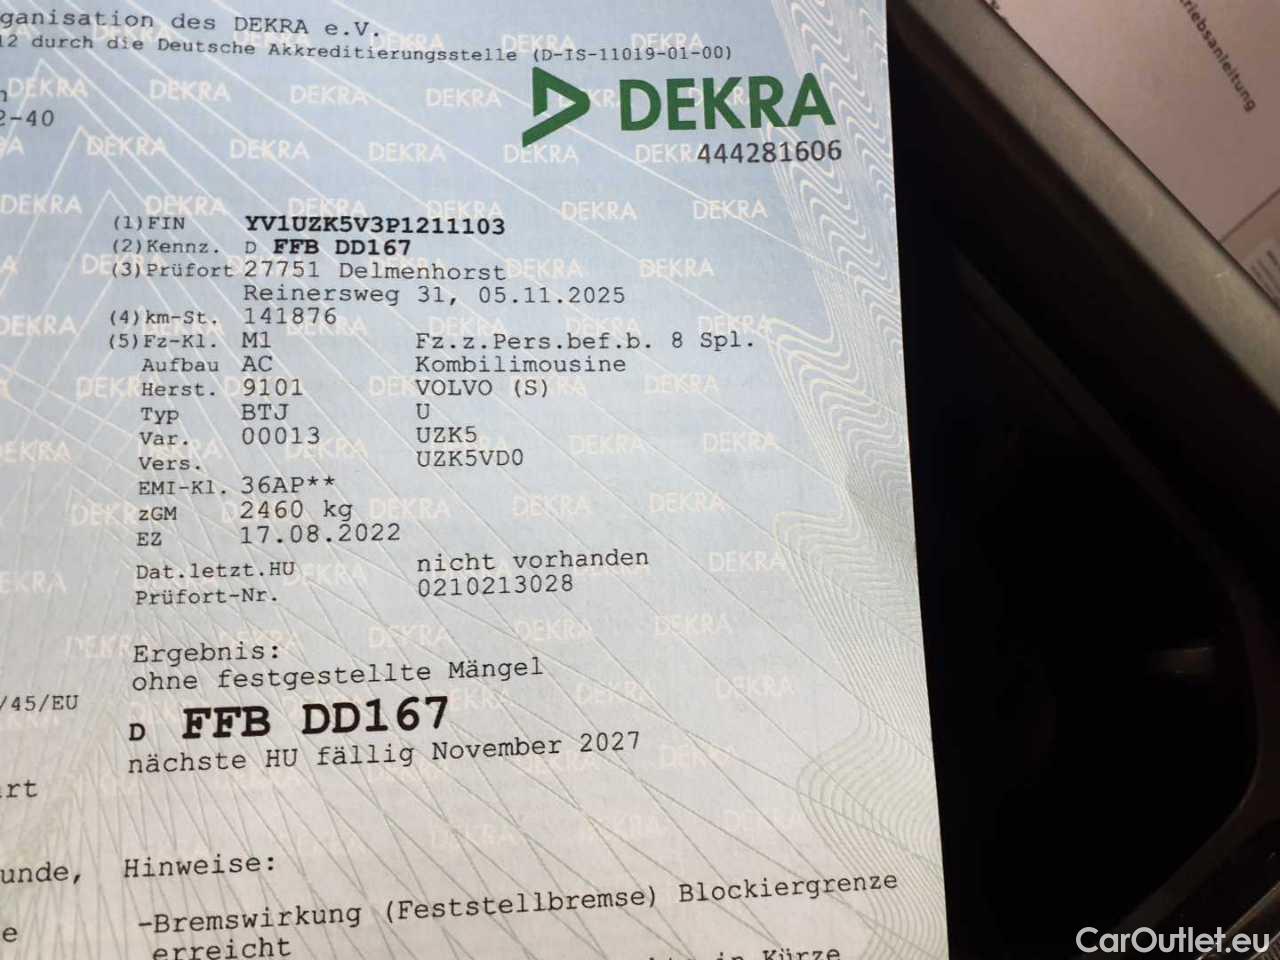 ganisation des DEKRA e.V.
12 durch die Deutsche Akkreditierungsstelle (D-IS-11019-01-00)
2-40
DEKRA
444281606
riebsanleitung
(1) FIN YV1UZK5V3P1211103
(2) Kennz. D FFB DD167
(3) Prüfort 27751 Delmenhorst
Reinersweg 31, 05.11.2025
(4) km-St. 141876
(5) Fz-Kl. M1 Fz.z.Pers.bef.b. 8 Spl.
Aufbau AC Kombilimousine
Herst. 9101 VOLVO (S)
Typ BTJ U
Var. 00013 UZK5
Vers. UZK5VD0
EMI-Kl. 36AP**
zGM 2460 kg
EZ 17.08.2022
Dat.letzt.HU nicht vorhanden
Prüfort-Nr. 0210213028
Ergebnis:
ohne festgestellte Mängel
/45/EU
D FFB DD167
nächste HU fällig November 2027
rt
unde, Hinweise:
-Bremswirkung (Feststellbremse) Blockiergrenze
e erreicht
in Kürze
CarOutlet.eu